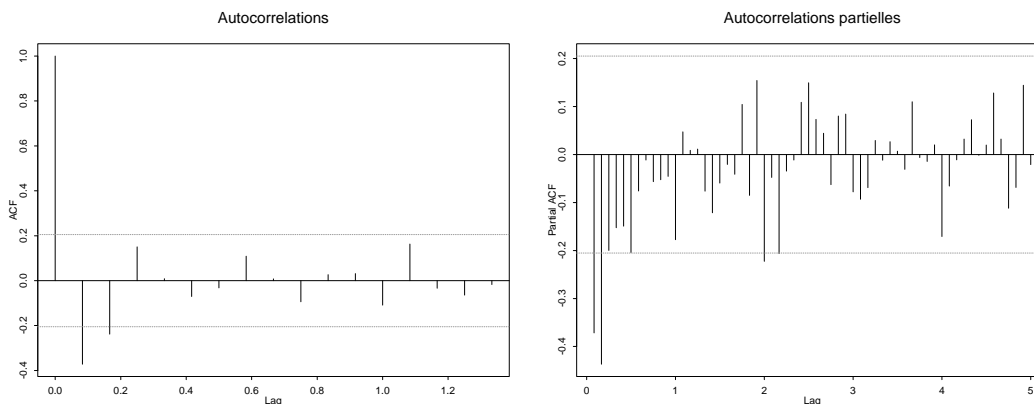 Autocorrelations
ACF
1.0
0.8
0.6
0.4
0.2
0.0
-0.2
-0.4
0.0 0.2 0.4 0.6 0.8 1.0 1.2
Lag
Autocorrelations partielles
Partial ACF
0.2
0.1
0.0
-0.1
-0.2
-0.3
-0.4
0 1 2 3 4 5
Lag